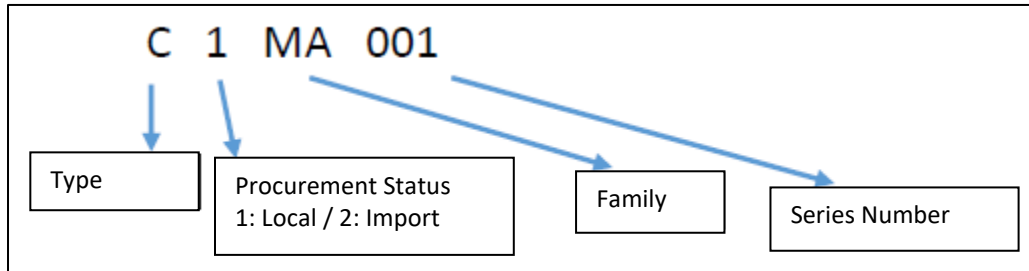 C 1 MA 001
Type
Procurement Status
1: Local / 2: Import
Family
Series Number